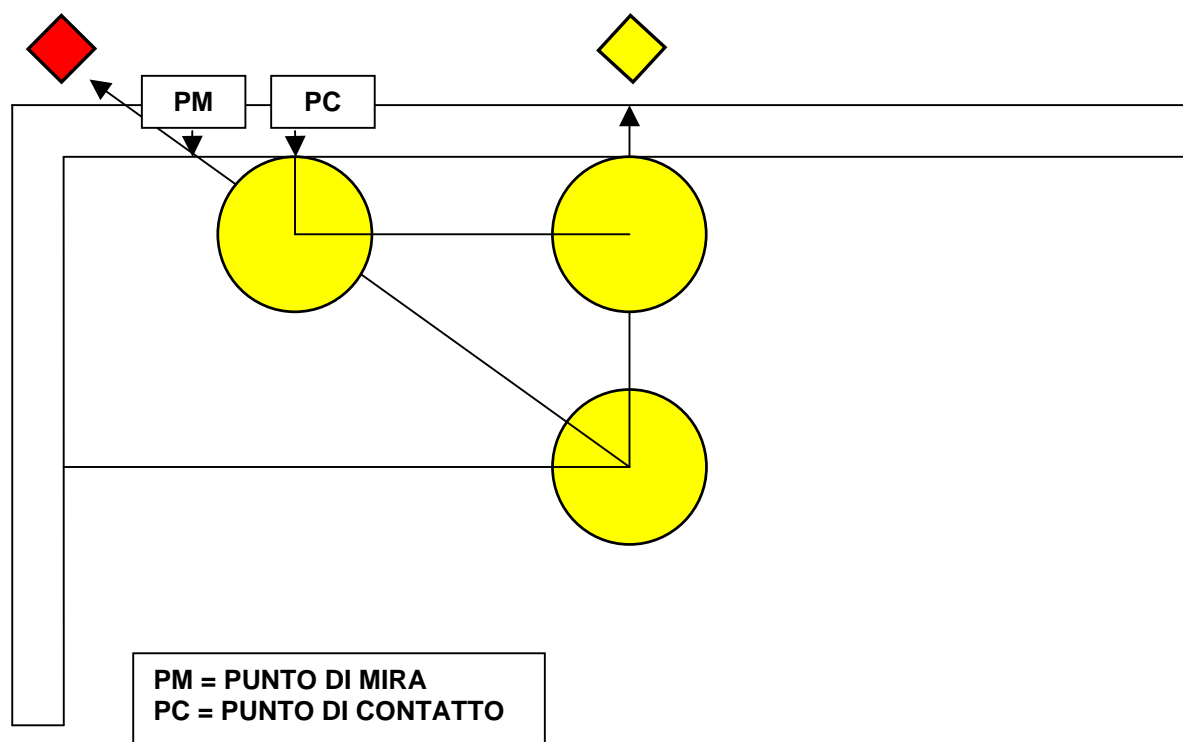 PM
PC
PM = PUNTO DI MIRA
PC = PUNTO DI CONTATTO